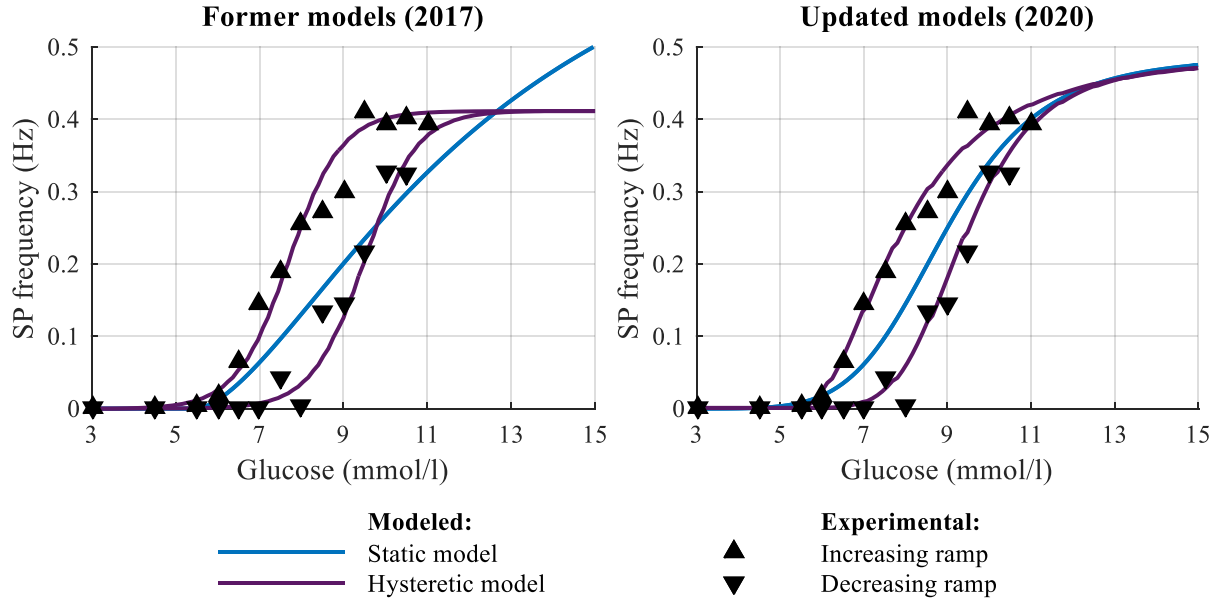 Former models (2017)
Updated models (2020)
0.5
0.4
0.3
0.2
0.1
0
SP frequency (Hz)
3 5 7 9 11 13 15
Glucose (mmol/l)
0.5
0.4
0.3
0.2
0.1
0
SP frequency (Hz)
3 5 7 9 11 13 15
Glucose (mmol/l)
Modeled:
Static model
Hysteretic model
Experimental:
Increasing ramp
Decreasing ramp